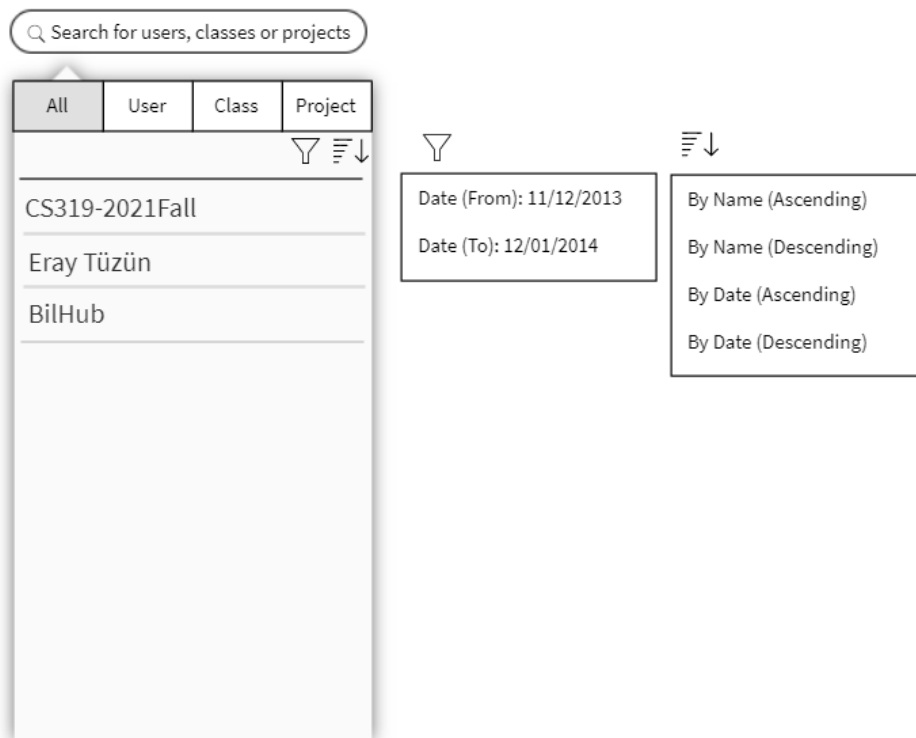 Search for users, classes or projects
All
User
Class
Project
CS319-2021Fall
Eray Tüzün
BilHub
Date (From): 11/12/2013
Date (To): 12/01/2014
By Name (Ascending)
By Name (Descending)
By Date (Ascending)
By Date (Descending)